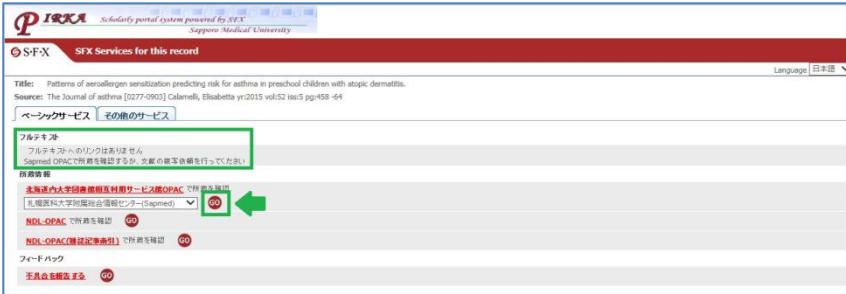 PIRKA Scholarly portal system powered by SFX
Sapporo Medical University
S·F·X SFX Services for this record
Language 日本語
Title: Patterns of aeroallergen sensitization predicting risk for asthma in preschool children with atopic dermatitis.
Source: The Journal of asthma [0277-0903] Calamelli, Elisabetta yr:2015 vol:52 iss:5 pg:458 -64
ベーシックサービス その他のサービス
フルテキスト
フルテキストへのリンクはありません
Sapmed OPACで所蔵を確認するか、文献の複写依頼を行ってください
所蔵情報
北海道内大学図書館相互利用サービス館OPAC で所蔵を確認
札幌医科大学附属総合情報センター(Sapmed) GO
NDL-OPAC で所蔵を確認 GO
NDL-OPAC(雑誌記事索引) で所蔵を確認 GO
フィードバック
不具合を報告する GO